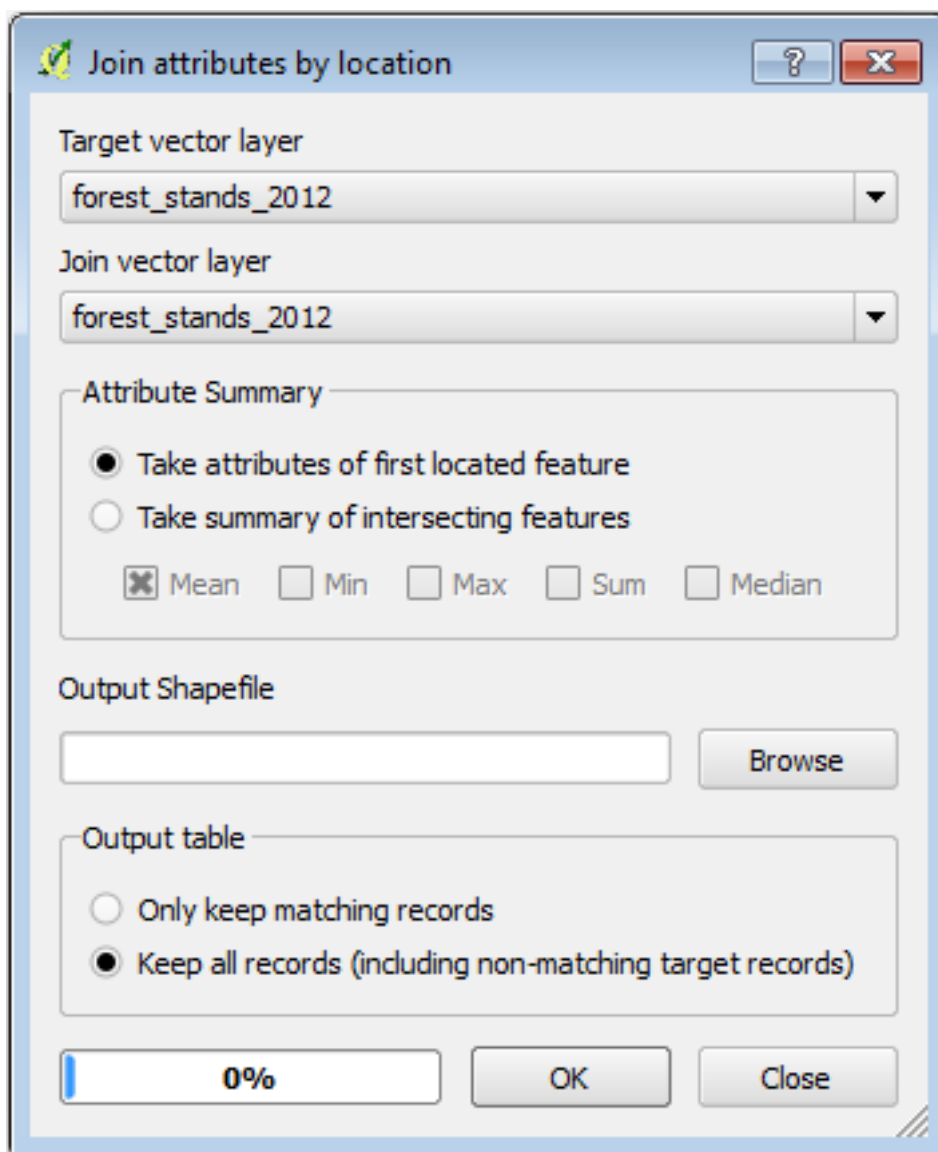 Join attributes by location
Target vector layer
forest_stands_2012
Join vector layer
forest_stands_2012
Attribute Summary
Take attributes of first located feature
Take summary of intersecting features
Mean Min Max Sum Median
Output Shapefile
Browse
Output table
Only keep matching records
Keep all records (including non-matching target records)
0% OK Close